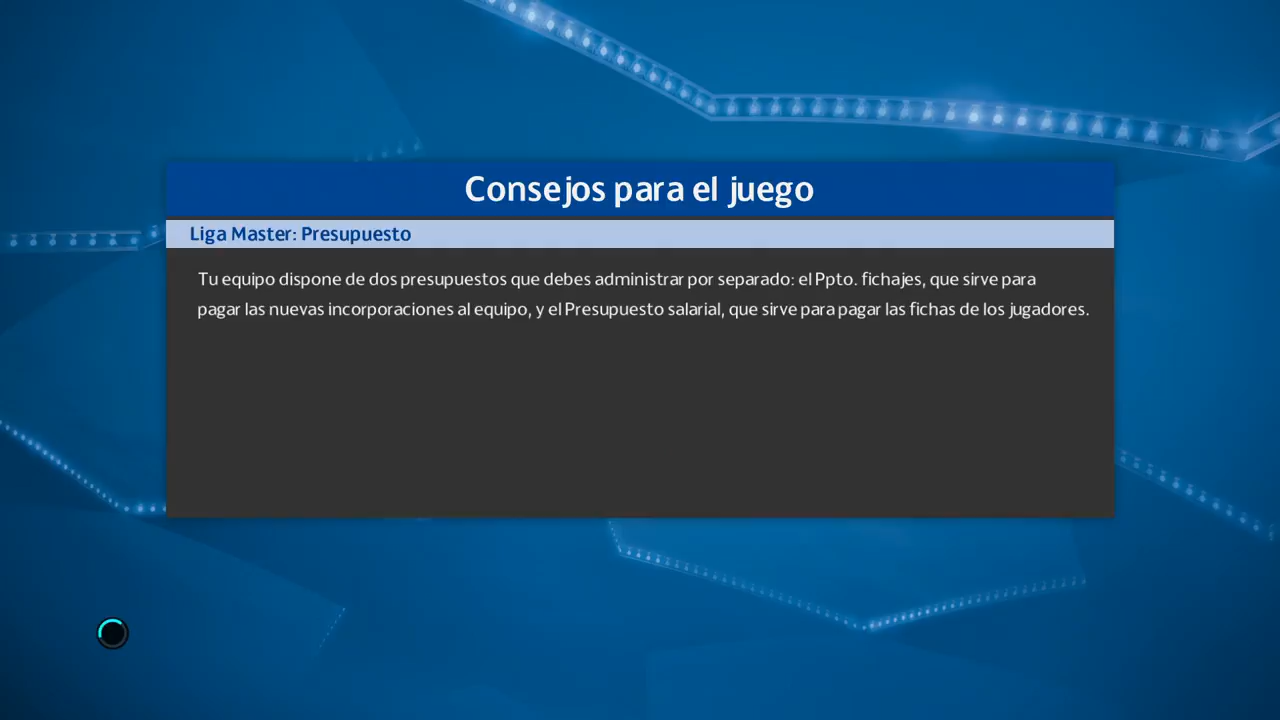 Consejos para el juego
Liga Master: Presupuesto
Tu equipo dispone de dos presupuestos que debes administrar por separado: el Ppto. fichajes, que sirve para
pagar las nuevas incorporaciones al equipo, y el Presupuesto salarial, que sirve para pagar las fichas de los jugadores.